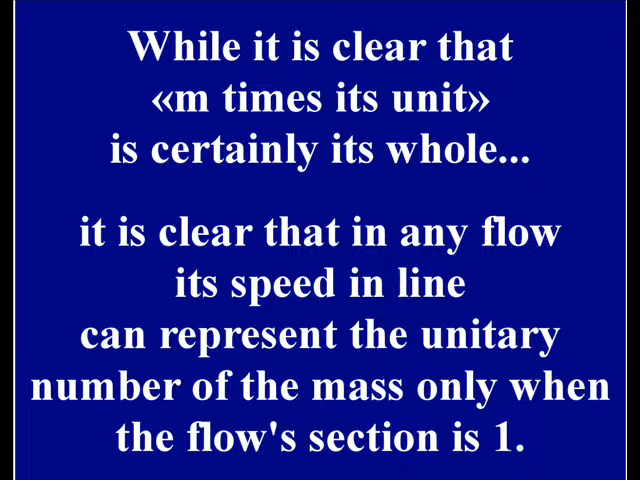 While it is clear that
«m times its unit»
is certainly its whole...
it is clear that in any flow
its speed in line
can represent the unitary
number of the mass only when
the flow's section is 1.